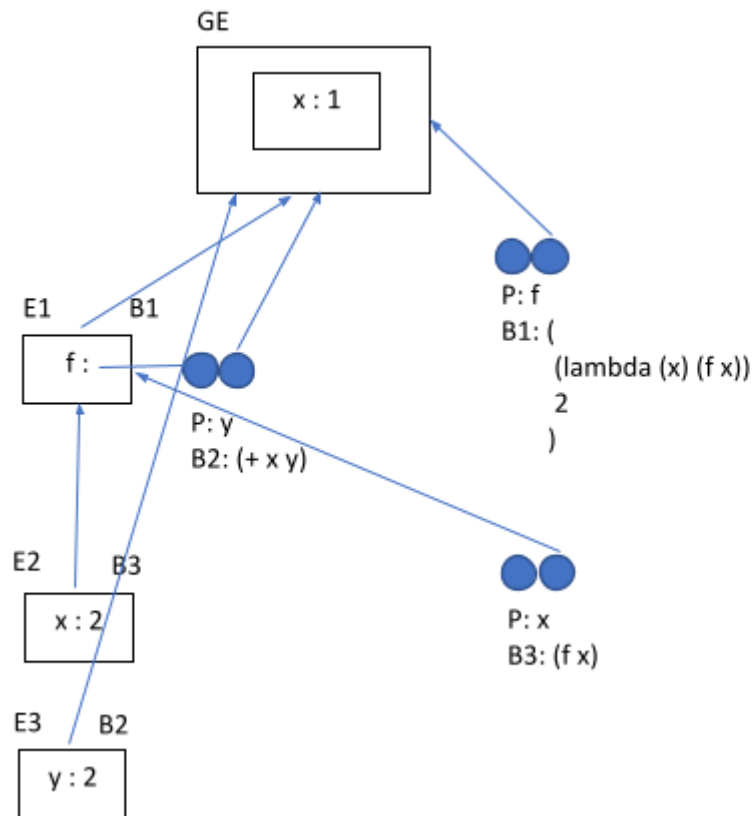 GE
x : 1
P: f
B1: (
(lambda (x) (f x))
2
)
E1
B1
f :
P: y
B2: (+ x y)
E2
B3
x : 2
P: x
B3: (f x)
E3
B2
y : 2